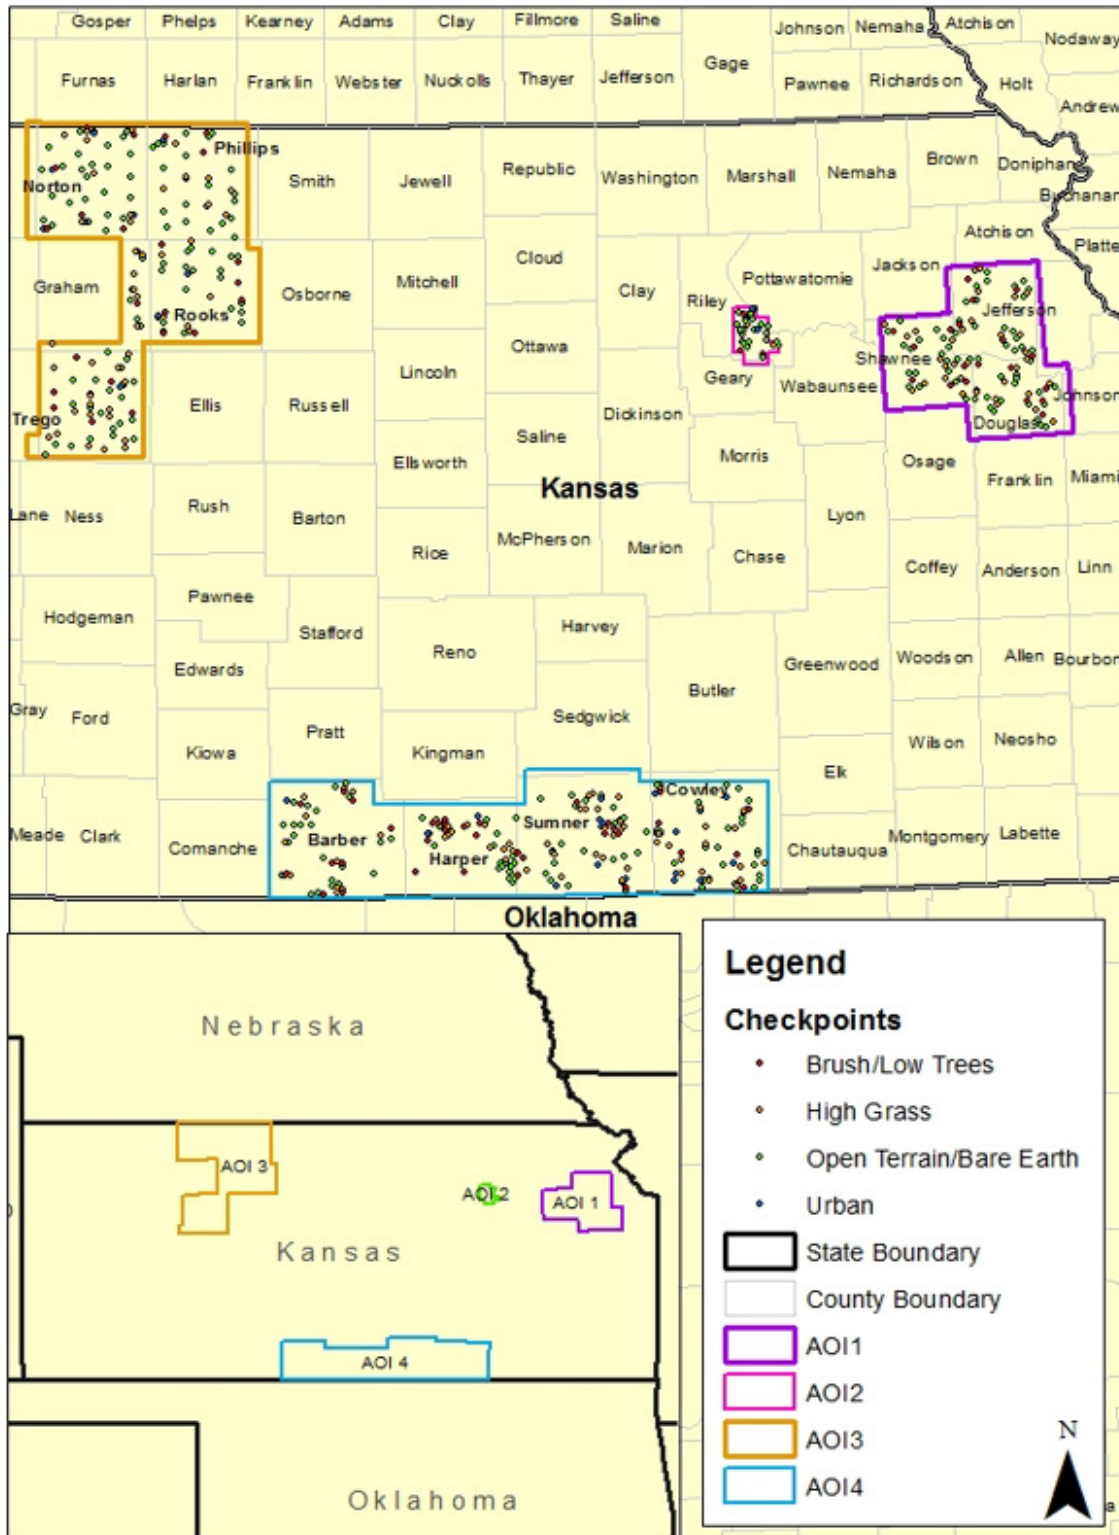 Gosper Phelps Kearney Adams Clay Fillmore Saline Johnson Nemaha Atchison
Nodaway
Furnas Harlan Franklin Webster Nuckolls Thayer Jefferson Gage Pawnee Richardson Holt
Andrew
Phillips
Norton Smith Jewell Republic Washington Marshall Nemaha Brown Doniphan
Buchanan
Atchison
Platte
Graham Rooks Osborne Mitchell Cloud Clay Riley Pottawatomie Jackson Jefferson
Ottawa
Trego Ellis Russell Lincoln Dickinson Geary Wabaunsee Shawnee Johnson
Saline Douglas
Ellsworth Morris Osage Franklin Miami
Kansas
Lane Ness Rush Barton Rice McPherson Marion Chase Lyon Coffey Anderson Linn
Hodgeman Pawnee Stafford Reno Harvey
Edwards Greenwood Woodson Allen Bourbon
Gray Ford Kiowa Pratt Kingman Sedgwick Butler Wilson Neosho
Elk
Meade Clark Comanche Barber Harper Sumner Cowley Chautauqua Montgomery Labette
Oklahoma
Nebraska
AOI 3
AOI 2
AOI 1
Kansas
AOI 4
Oklahoma
Legend
Checkpoints
Brush/Low Trees
High Grass
Open Terrain/Bare Earth
Urban
State Boundary
County Boundary
AOI1
AOI2
AOI3
AOI4
N